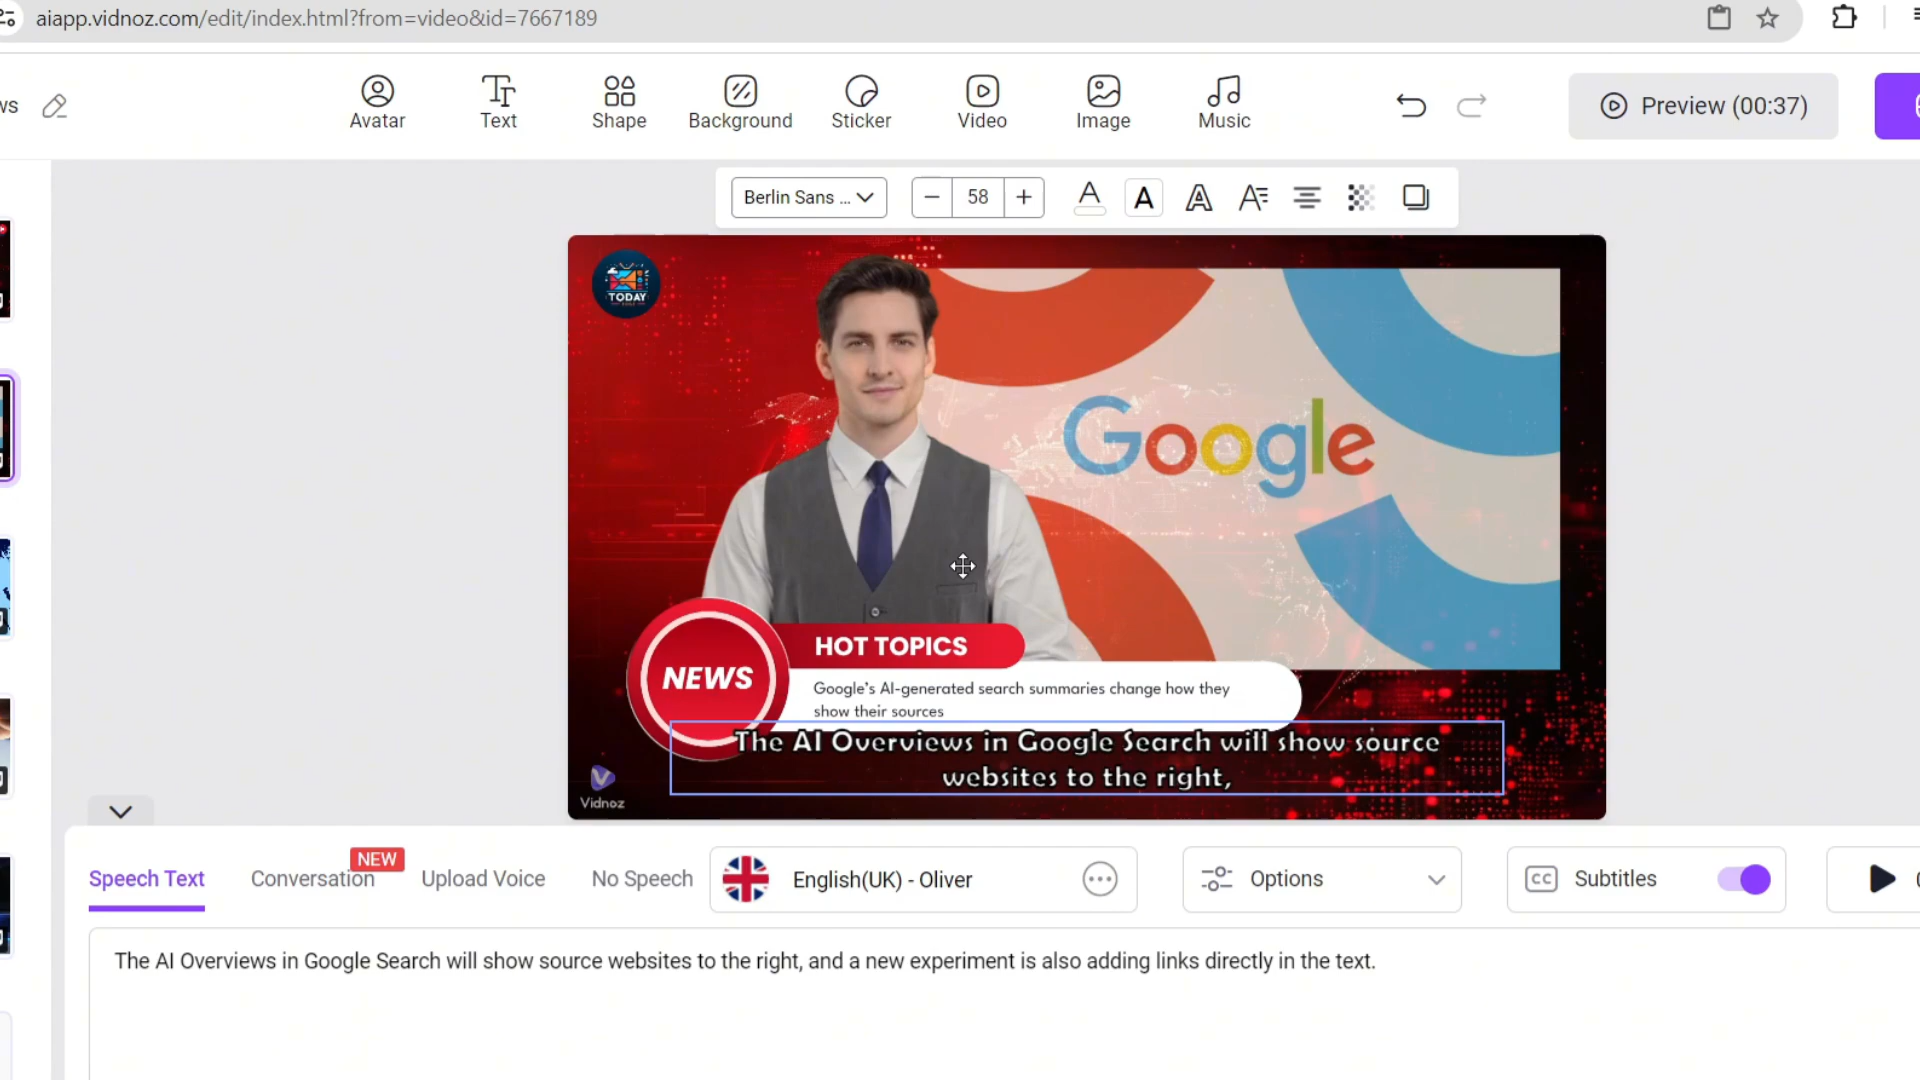 aiapp.vidnoz.com/edit/index.html?from=video&id=7667189
ws
Avatar
Text
Shape
Background
Sticker
Video
Image
Music
Preview (00:37)
Berlin Sans ...
58
TODAY
Google
HOT TOPICS
NEWS
Google's AI-generated search summaries change how they
show their sources
The AI Overviews in Google Search will show source
websites to the right,
Vidnoz
Speech Text
Conversation
NEW
Upload Voice
No Speech
English(UK) - Oliver
Options
CC Subtitles
The AI Overviews in Google Search will show source websites to the right, and a new experiment is also adding links directly in the text.